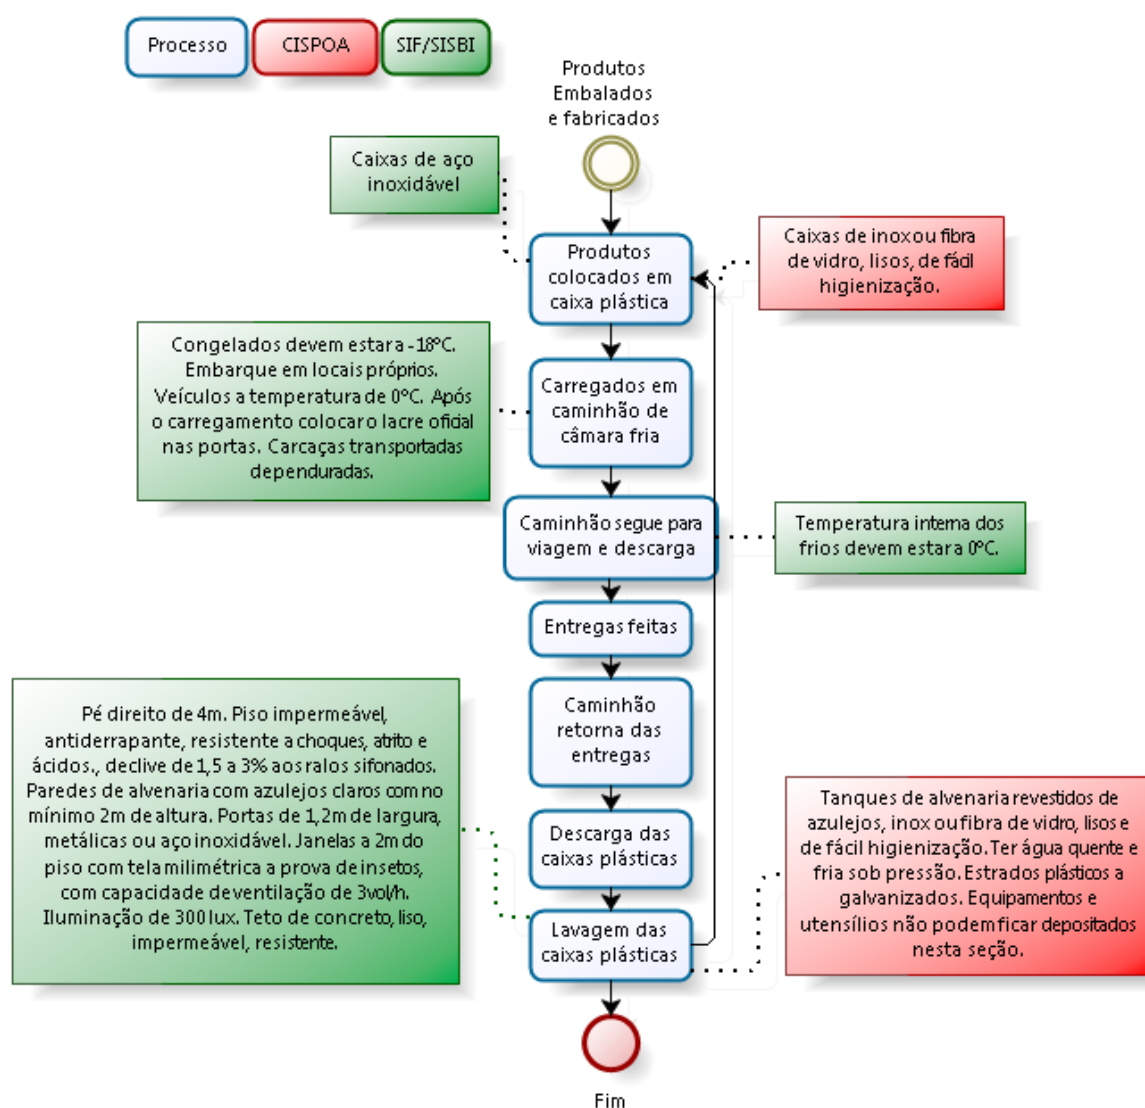 Processo
CISPOA
SIF/SISBI
Produtos
Embalados
e fabricados
Caixas de aço
inoxidável
Produtos
colocados em
caixa plástica
Caixas de inox ou fibra
de vidro, lisos, de fácil
higienização.
Congelados devem estar a -18ºC.
Embarque em locais próprios.
Veículos a temperatura de 0ºC. Após
o carregamento colocar o lacre oficial
nas portas. Carcaças transportadas
dependuradas.
Carregados em
caminhão de
câmara fria
Caminhão segue para
viagem e descarga
Temperatura interna dos
frios devem estar a 0ºC.
Entregas feitas
Caminhão
retorna das
entregas
Pé direito de 4m. Piso impermeável,
antiderrapante, resistente a choques, atrito e
ácidos., declive de 1,5 a 3% aos ralos sifonados.
Paredes de alvenaria com azulejos claros com no
mínimo 2m de altura. Portas de 1,2m de largura,
metálicas ou aço inoxidável. Janelas a 2m do
piso com tela milimétrica a prova de insetos,
com capacidade de ventilação de 3vol/h.
Iluminação de 300 lux. Teto de concreto, liso,
impermeável, resistente.
Descarga das
caixas plásticas
Tanques de alvenaria revestidos de
azulejos, inox ou fibra de vidro, lisos e
de fácil higienização. Ter água quente e
fria sob pressão. Estrados plásticos a
galvanizados. Equipamentos e
utensílios não podem ficar depositados
nesta seção.
Lavagem das
caixas plásticas
Fim